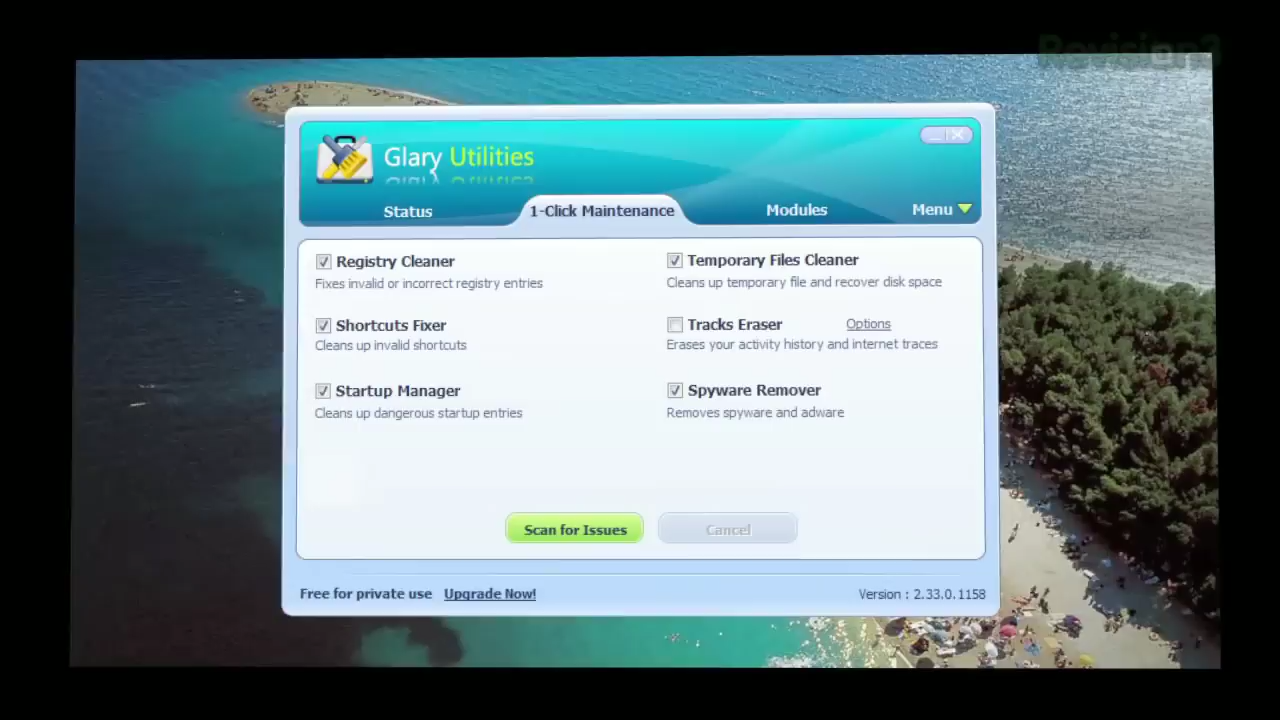 Revision3
Glary Utilities
Status
1-Click Maintenance
Modules
Menu
Registry Cleaner
Fixes invalid or incorrect registry entries
Temporary Files Cleaner
Cleans up temporary file and recover disk space
Shortcuts Fixer
Cleans up invalid shortcuts
Tracks Eraser
Options
Erases your activity history and internet traces
Startup Manager
Cleans up dangerous startup entries
Spyware Remover
Removes spyware and adware
Scan for Issues
Cancel
Free for private use
Upgrade Now!
Version : 2.33.0.1158